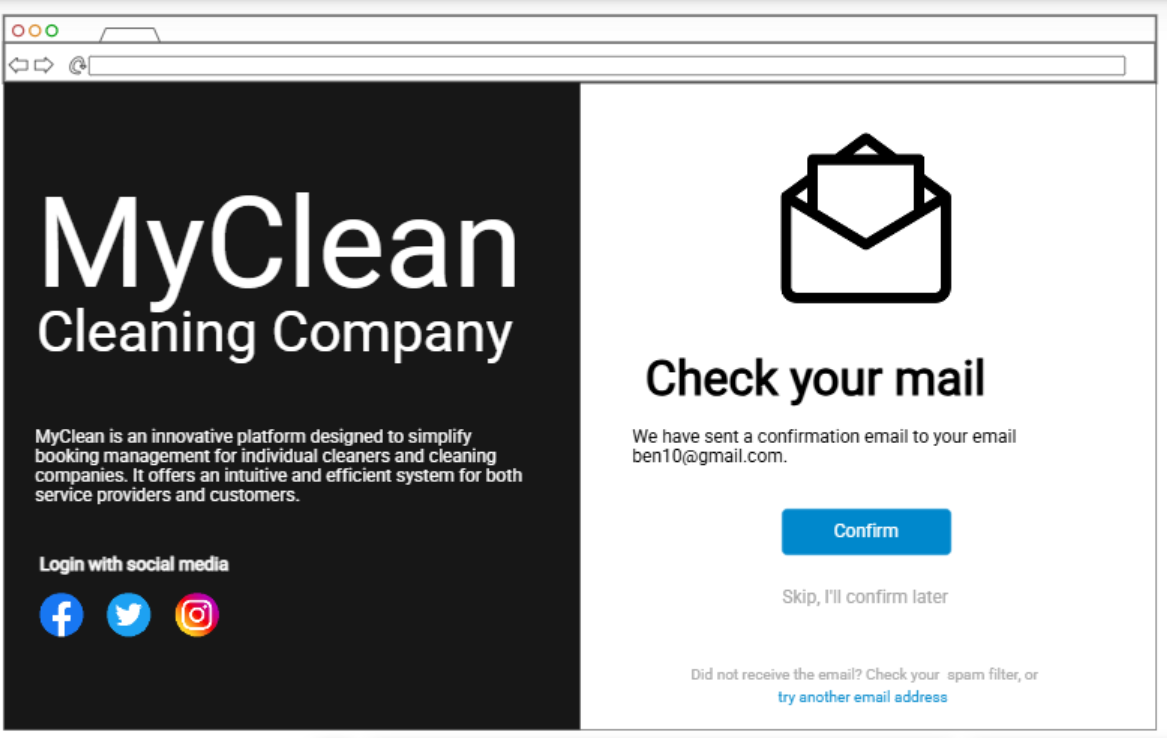 MyClean
Cleaning Company
MyClean is an innovative platform designed to simplify
booking management for individual cleaners and cleaning
companies. It offers an intuitive and efficient system for both
service providers and customers.
Login with social media
Check your mail
We have sent a confirmation email to your email
ben10@gmail.com.
Confirm
Skip, I'll confirm later
Did not receive the email? Check your spam filter, or
try another email address